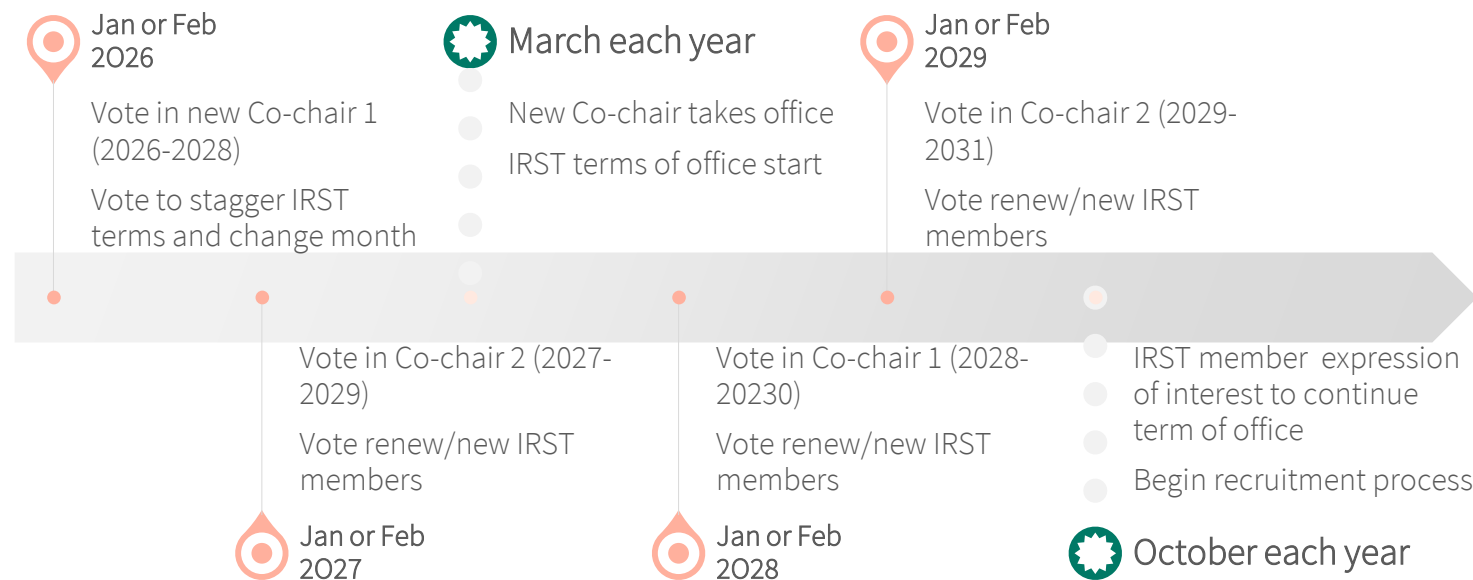 Jan or Feb
2026
Vote in new Co-chair 1
(2026-2028)
Vote to stagger IRST
terms and change month
March each year
New Co-chair takes office
IRST terms of office start
Jan or Feb
2029
Vote in Co-chair 2 (2029-
2031)
Vote renew/new IRST
members
Vote in Co-chair 2 (2027-
2029)
Vote renew/new IRST
members
Jan or Feb
2027
Vote in Co-chair 1 (2028-
20230)
Vote renew/new IRST
members
Jan or Feb
2028
IRST member  expression
of interest to continue
term of office
Begin recruitment process
October each year